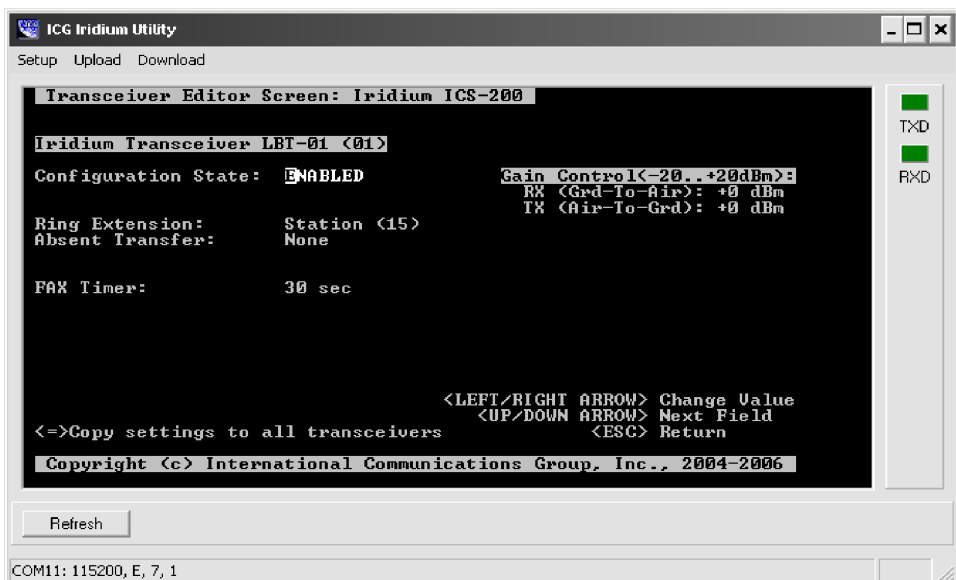 ICG Iridium Utility
Setup Upload Download
Transceiver Editor Screen: Iridium ICS-200
TXD
Iridium Transceiver LBT-01 (01)
Configuration State: ENABLED Gain Control(-20..+20dBm):
RXD
RX (Grd-To-Air): +0 dBm
TX (Air-To-Grd): +0 dBm
Ring Extension: Station (15)
Absent Transfer: None
FAX Timer: 30 sec
<LEFT/RIGHT ARROW> Change Value
<UP/DOWN ARROW> Next Field
<=>Copy settings to all transceivers <ESC> Return
Copyright (c) International Communications Group, Inc., 2004-2006
Refresh
COM11: 115200, E, 7, 1